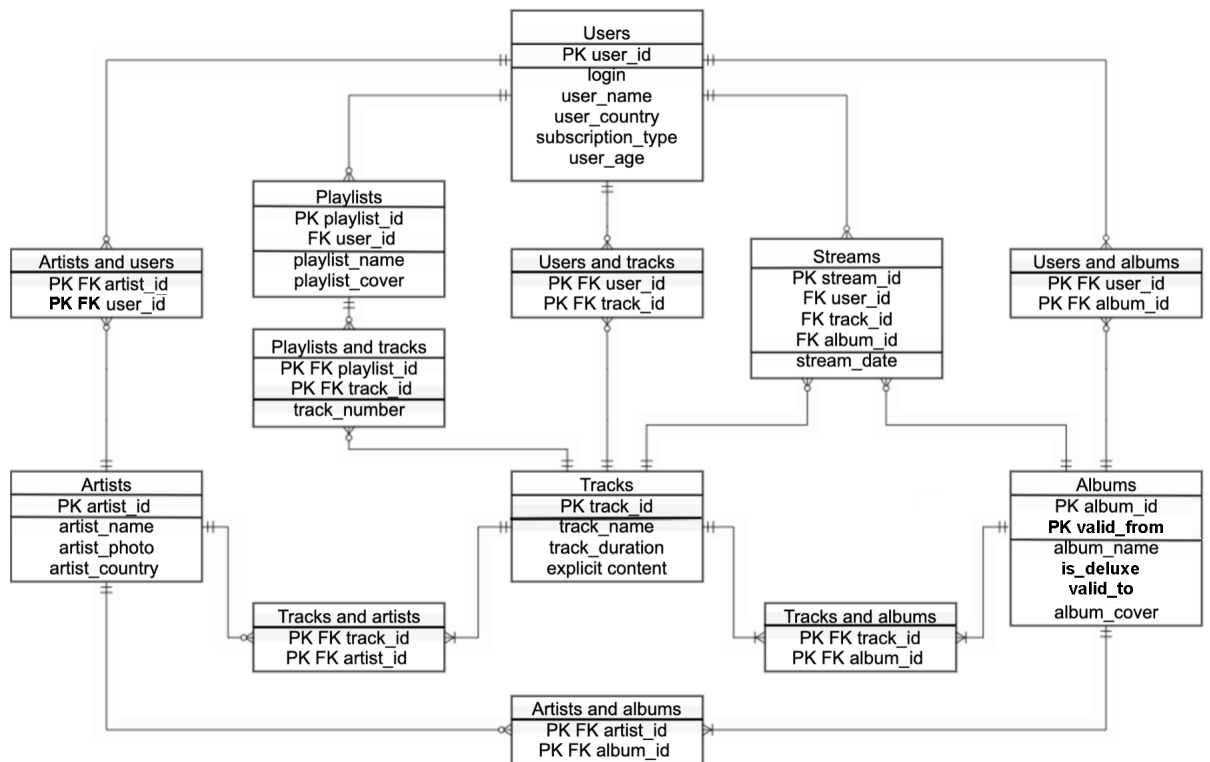 Users
PK user_id
login
user_name
user_country
subscription_type
user_age
Playlists
PK playlist_id
FK user_id
playlist_name
playlist_cover
Artists and users
PK FK artist_id
PK FK user_id
Users and tracks
PK FK user_id
PK FK track_id
Streams
PK stream_id
FK user_id
FK track_id
FK album_id
stream_date
Users and albums
PK FK user_id
PK FK album_id
Playlists and tracks
PK FK playlist_id
PK FK track_id
track_number
Artists
PK artist_id
artist_name
artist_photo
artist_country
Tracks
PK track_id
track_name
track_duration
explicit content
Albums
PK album_id
PK valid_from
album_name
is_deluxe
valid_to
album_cover
Tracks and artists
PK FK track_id
PK FK artist_id
Tracks and albums
PK FK track_id
PK FK album_id
Artists and albums
PK FK artist_id
PK FK album_id